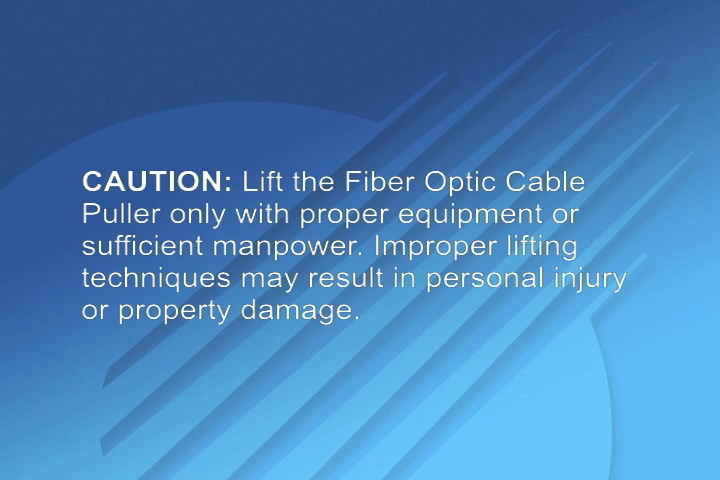 CAUTION: Lift the Fiber Optic Cable
Puller only with proper equipment or
sufficient manpower. Improper lifting
techniques may result in personal injury
or property damage.